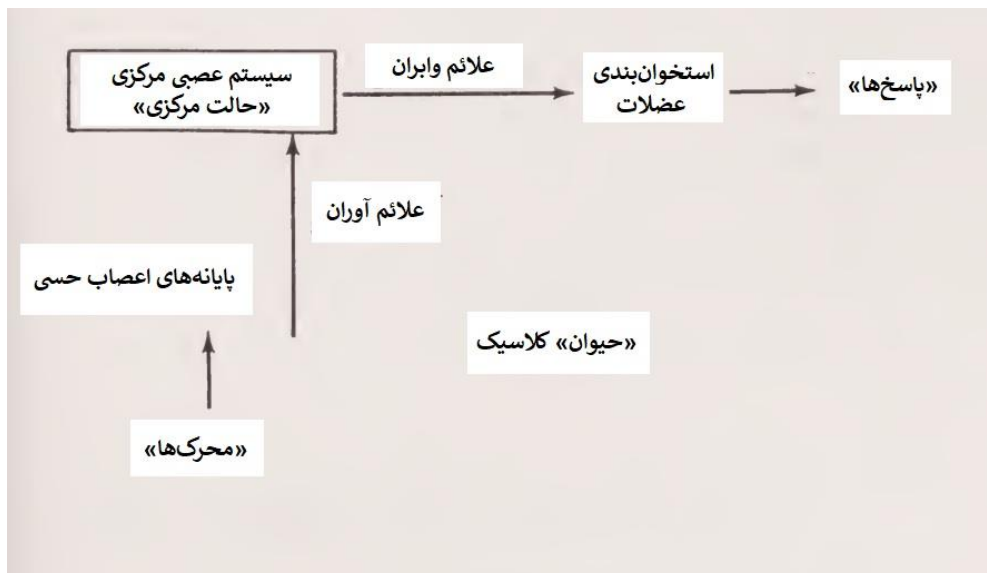 سیستم عصبی مرکزی
«حالت مرکزی»
علائم وابران
استخوان‌بندی
عضلات
«پاسخ‌ها»
علائم آوران
پایانه‌های اعصاب حسی
«حیوان» کلاسیک
«محرک‌ها»